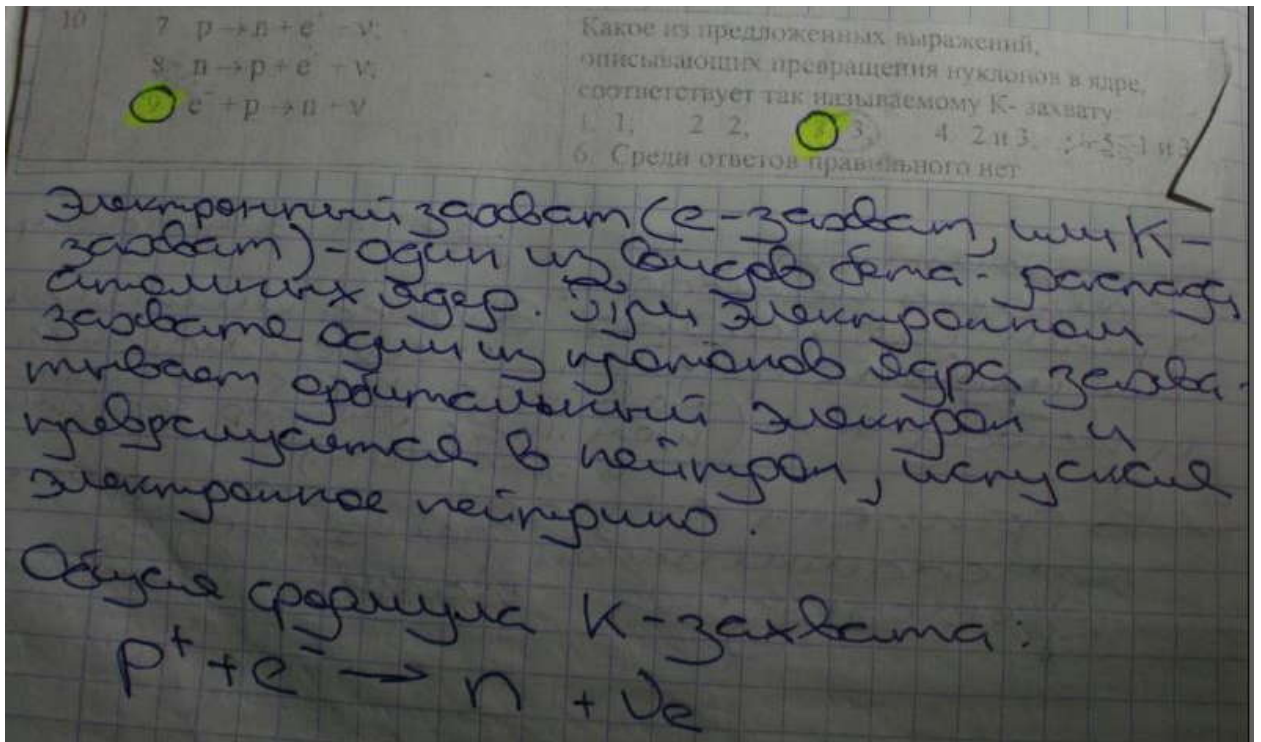 10
7 p → n + e⁺ + ν;
8 n → p + e⁻ + ν;
9 e⁻ + p → n + ν
Какое из предложенных выражений,
описывающих превращения нуклонов в ядре,
соответствует так называемому К- захвату:
1. 1; 2 2, 3. 3, 4. 2 и 3, 5. 1 и 3
6. Среди ответов правильного нет
Электронный захват (е-захват, или К-
захват) - один из видов бета - распада
атомных ядер. При электронном
захвате один из протонов ядра захва-
тывает орбитальный электрон и
превращается в нейтрон, испуская
электронное нейтрино.
Общая формула К-захвата:
p⁺ + e⁻ → n + νe